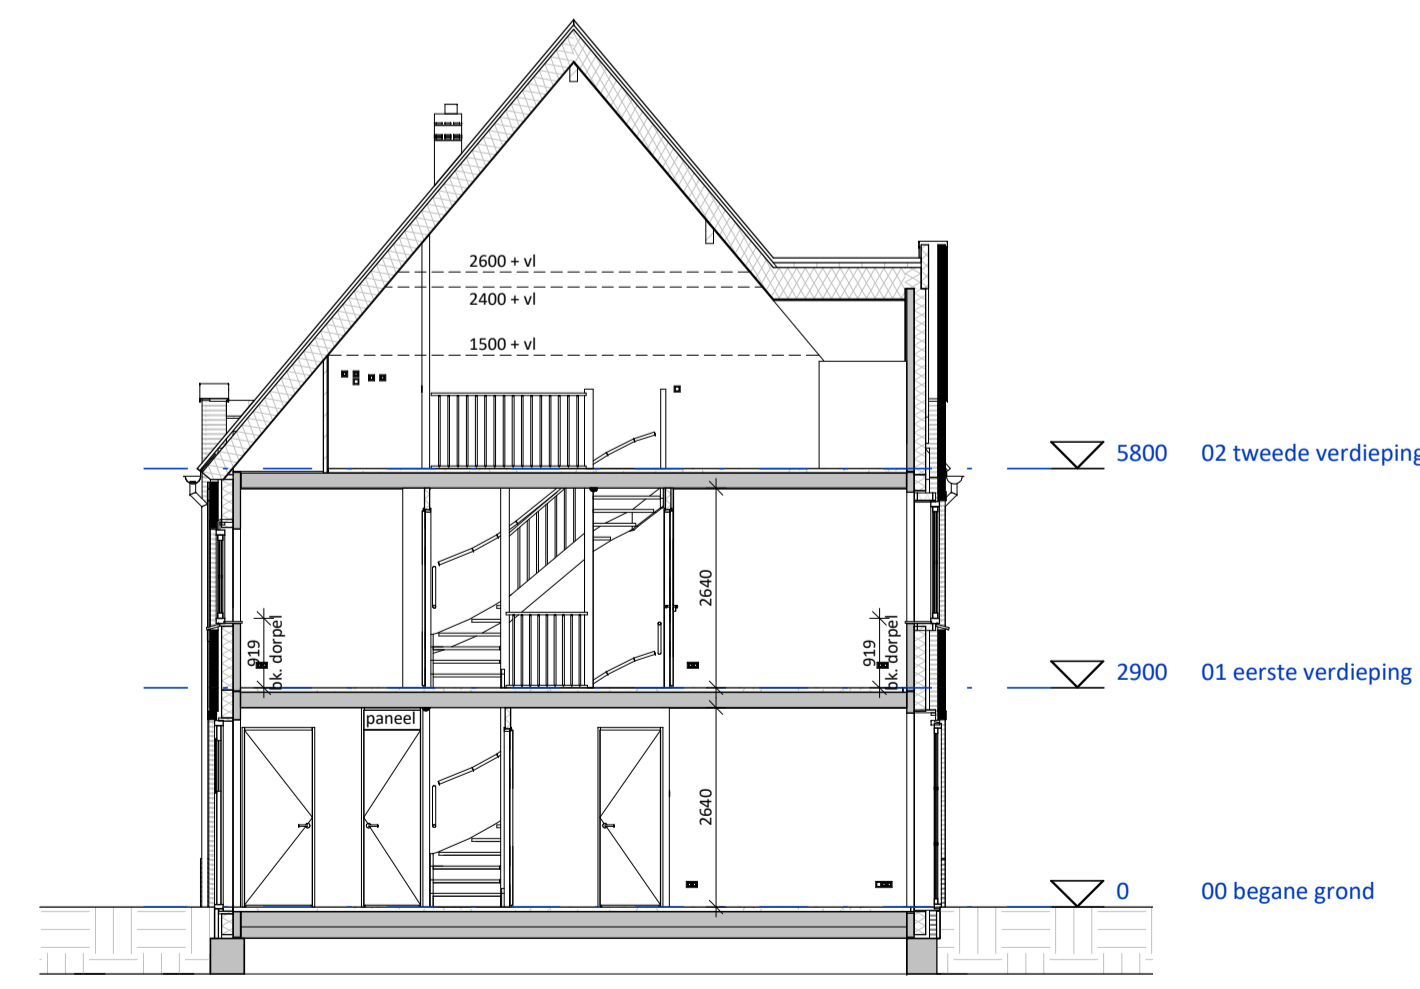 2600 + vl
2400 + vl
1500 + vl
5800 02 tweede verdieping
2640
919
bk. dorpel
919
bk. dorpel
2900 01 eerste verdieping
paneel
2640
0 00 begane grond